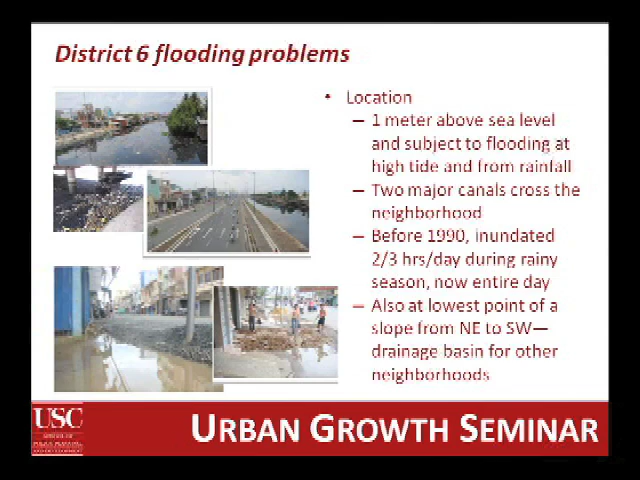 District 6 flooding problems
• Location
– 1 meter above sea level
and subject to flooding at
high tide and from rainfall
– Two major canals cross the
neighborhood
– Before 1990, inundated
2/3 hrs/day during rainy
season, now entire day
– Also at lowest point of a
slope from NE to SW—
drainage basin for other
neighborhoods
USC
URBAN GROWTH SEMINAR